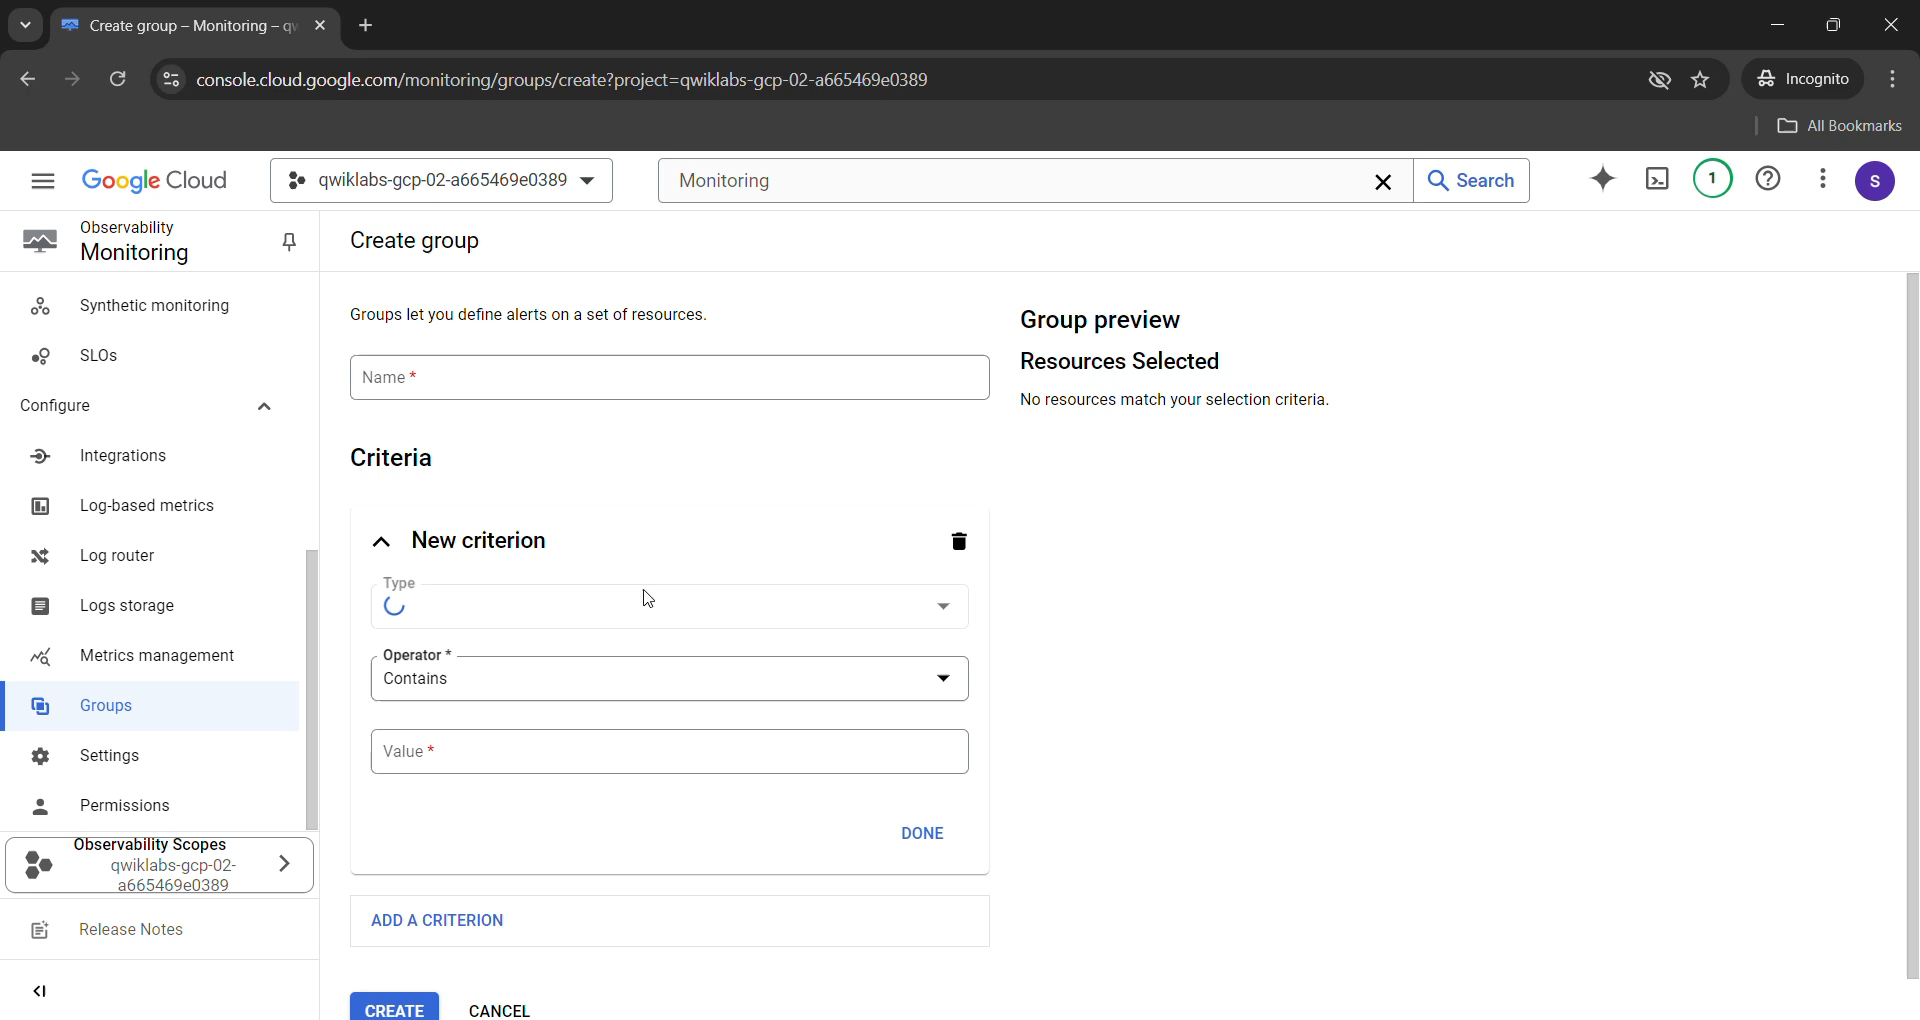 Create group – Monitoring – qw
console.cloud.google.com/monitoring/groups/create?project=qwiklabs-gcp-02-a665469e0389
Incognito
All Bookmarks
Google Cloud
qwiklabs-gcp-02-a665469e0389
Monitoring
Search
1
S
Observability
Monitoring
Synthetic monitoring
SLOs
Configure
Integrations
Log-based metrics
Log router
Logs storage
Metrics management
Groups
Settings
Permissions
Observability Scopes
qwiklabs-gcp-02-
a665469e0389
Release Notes
Create group
Groups let you define alerts on a set of resources.
Name *
Criteria
New criterion
Type
Operator *
Contains
Value *
DONE
ADD A CRITERION
CREATE
CANCEL
Group preview
Resources Selected
No resources match your selection criteria.